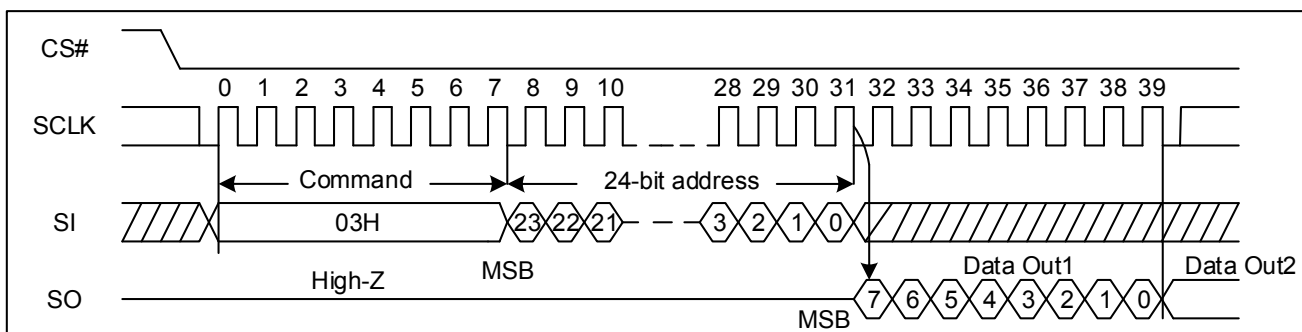 CS#
0 1 2 3 4 5 6 7 8 9 10 28 29 30 31 32 33 34 35 36 37 38 39
SCLK
Command 24-bit address
SI 03H 23 22 21 3 2 1 0
High-Z MSB Data Out1 Data Out2
SO 7 6 5 4 3 2 1 0
MSB